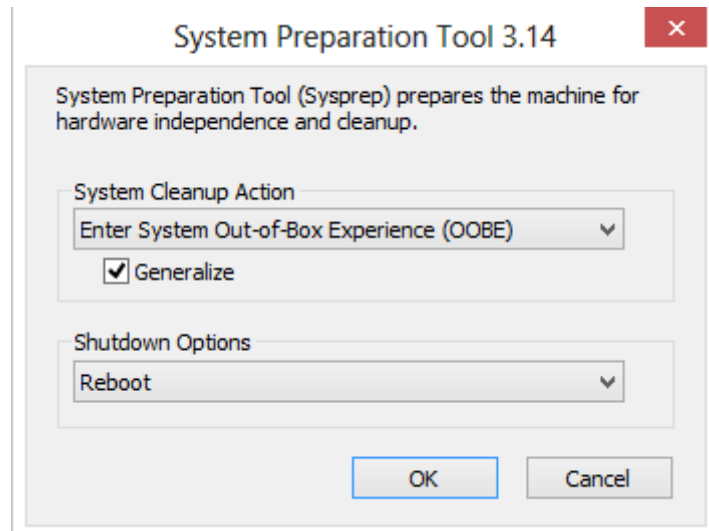 System Preparation Tool 3.14
System Preparation Tool (Sysprep) prepares the machine for
hardware independence and cleanup.
System Cleanup Action
Enter System Out-of-Box Experience (OOBE)
Generalize
Shutdown Options
Reboot
OK Cancel